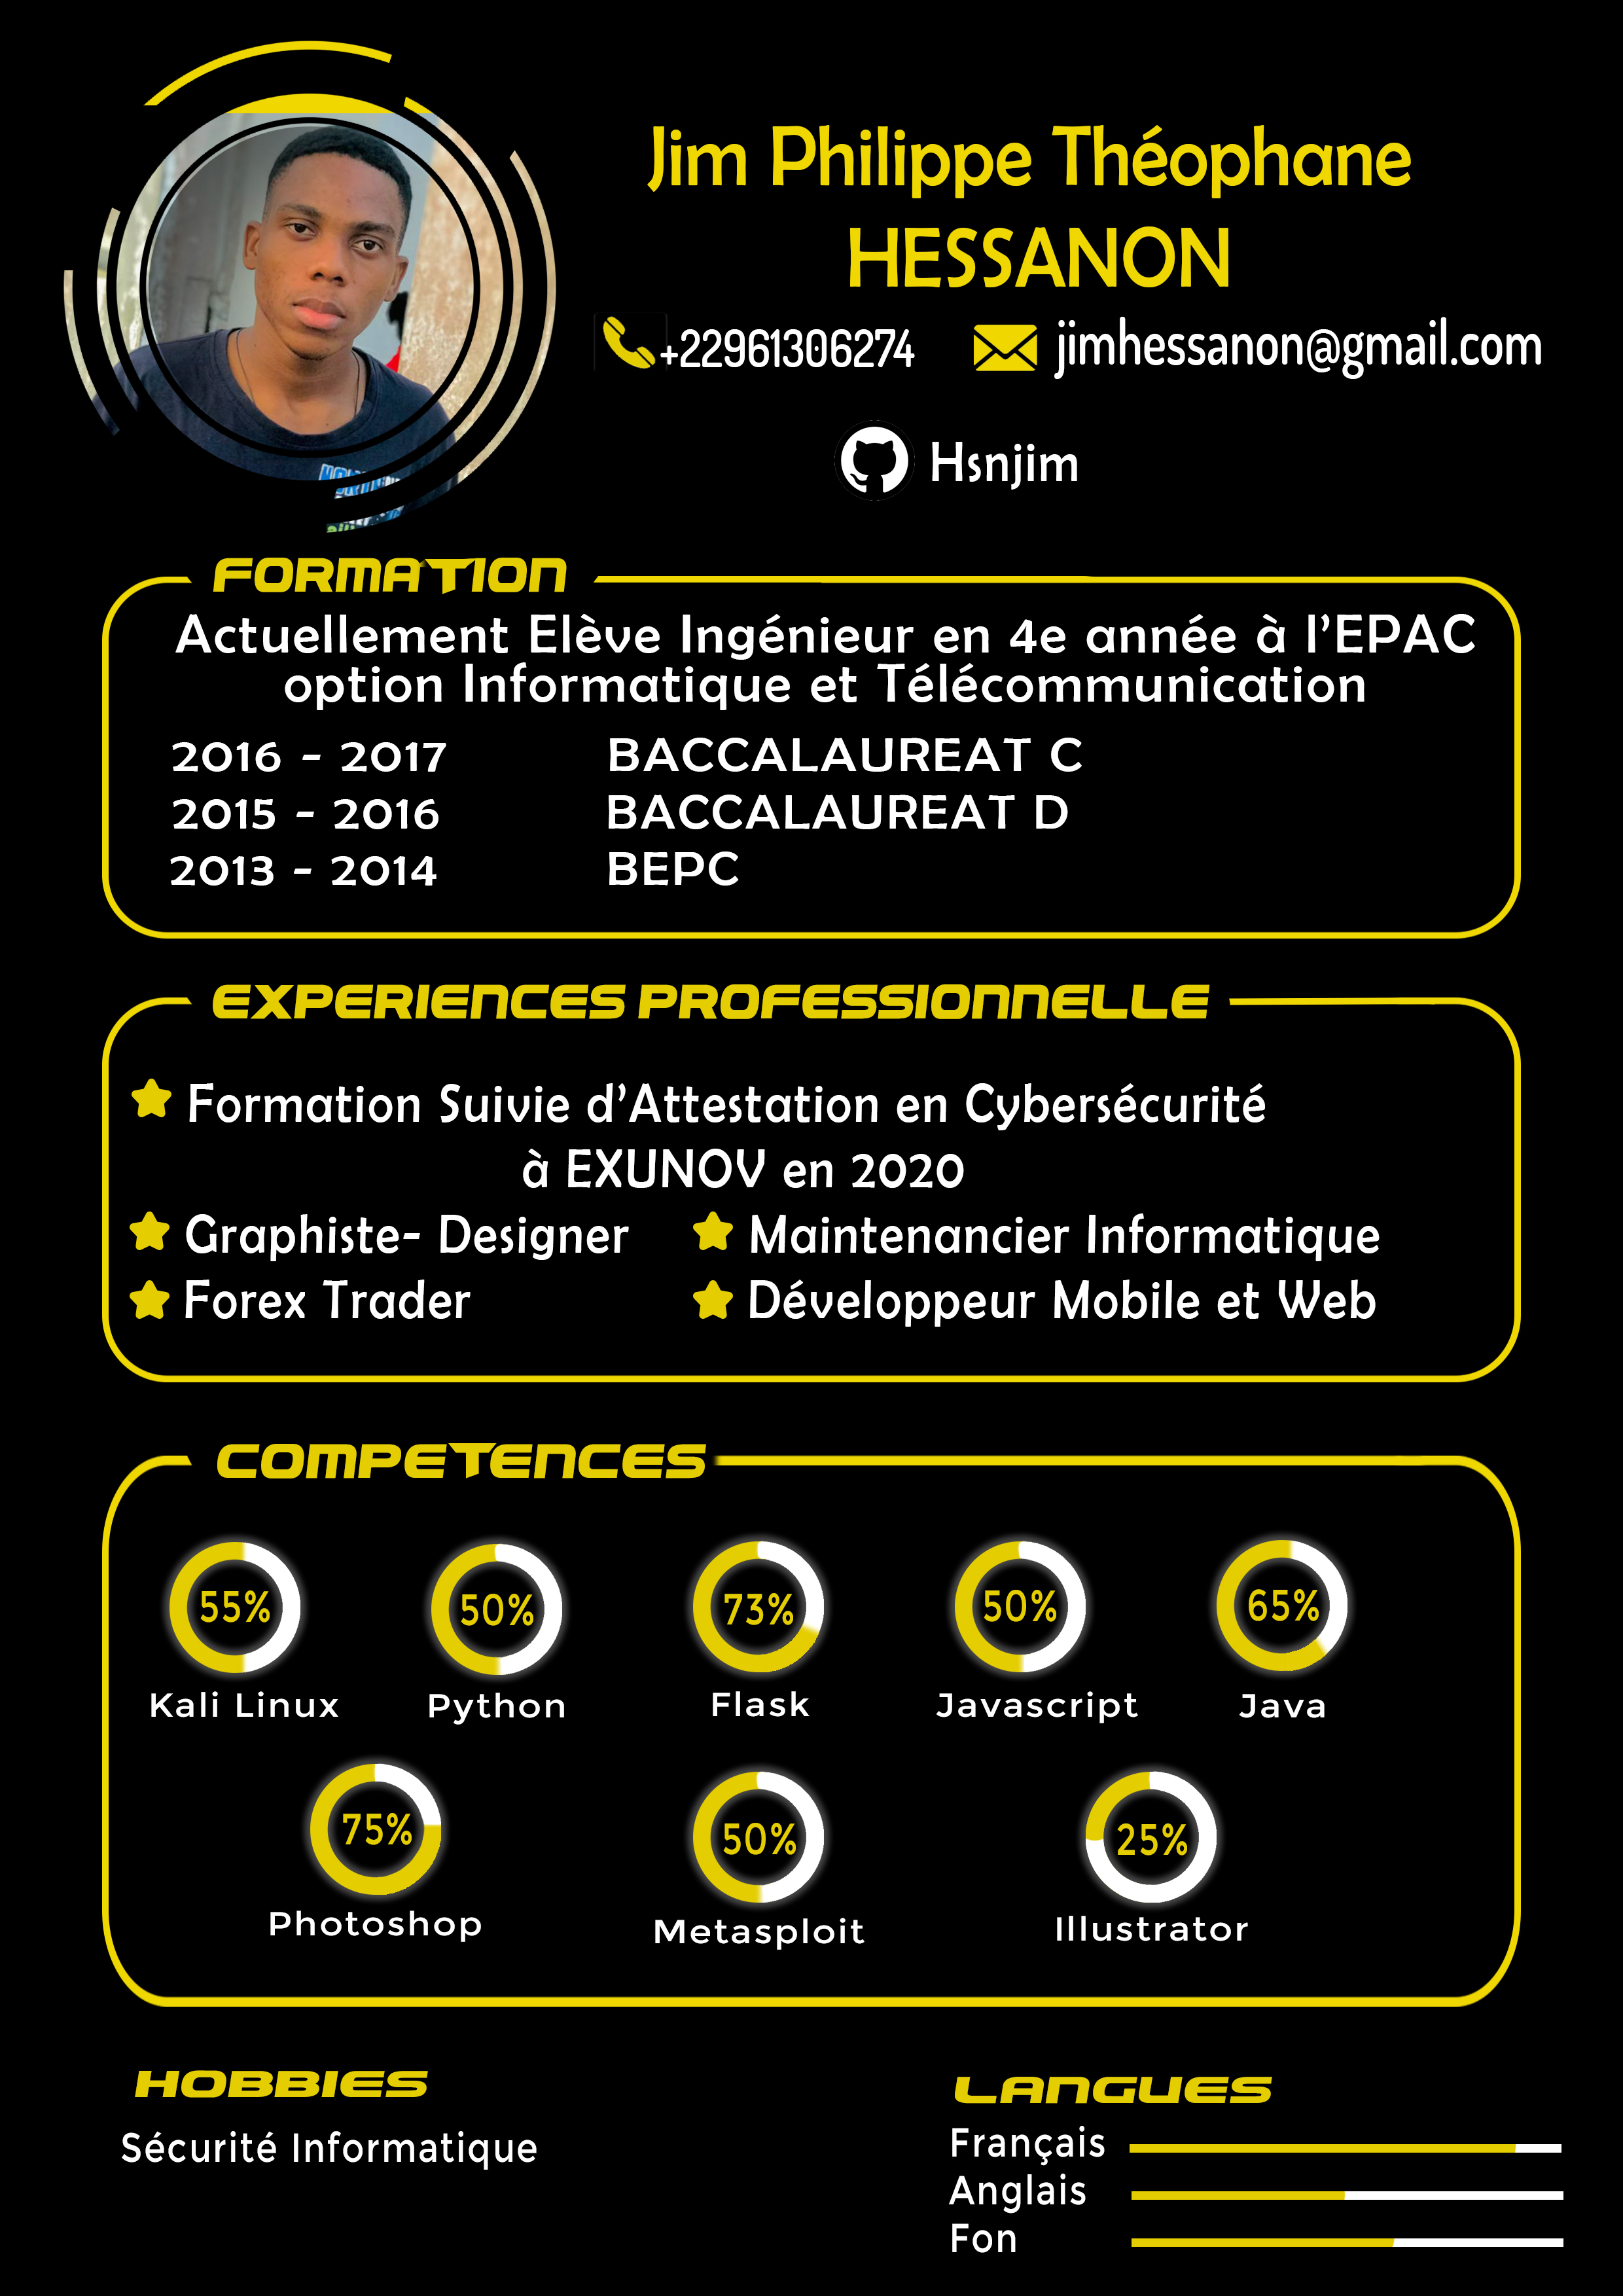 Jim Philippe Théophane
HESSANON
+22961306274 jimhessanon@gmail.com
Hsnjim
FORMATION
Actuellement Elève Ingénieur en 4e année à l’EPAC
option Informatique et Télécommunication
2016 - 2017 BACCALAUREAT C
2015 - 2016 BACCALAUREAT D
2013 - 2014 BEPC
EXPERIENCES PROFESSIONNELLE
Formation Suivie d’Attestation en Cybersécurité
à EXUNOV en 2020
Graphiste- Designer Maintenancier Informatique
Forex Trader Développeur Mobile et Web
COMPETENCES
55% 50% 73% 50% 65%
Kali Linux Python Flask Javascript Java
75% 50% 25%
Photoshop Metasploit Illustrator
HOBBIES
Sécurité Informatique
LANGUES
Français
Anglais
Fon